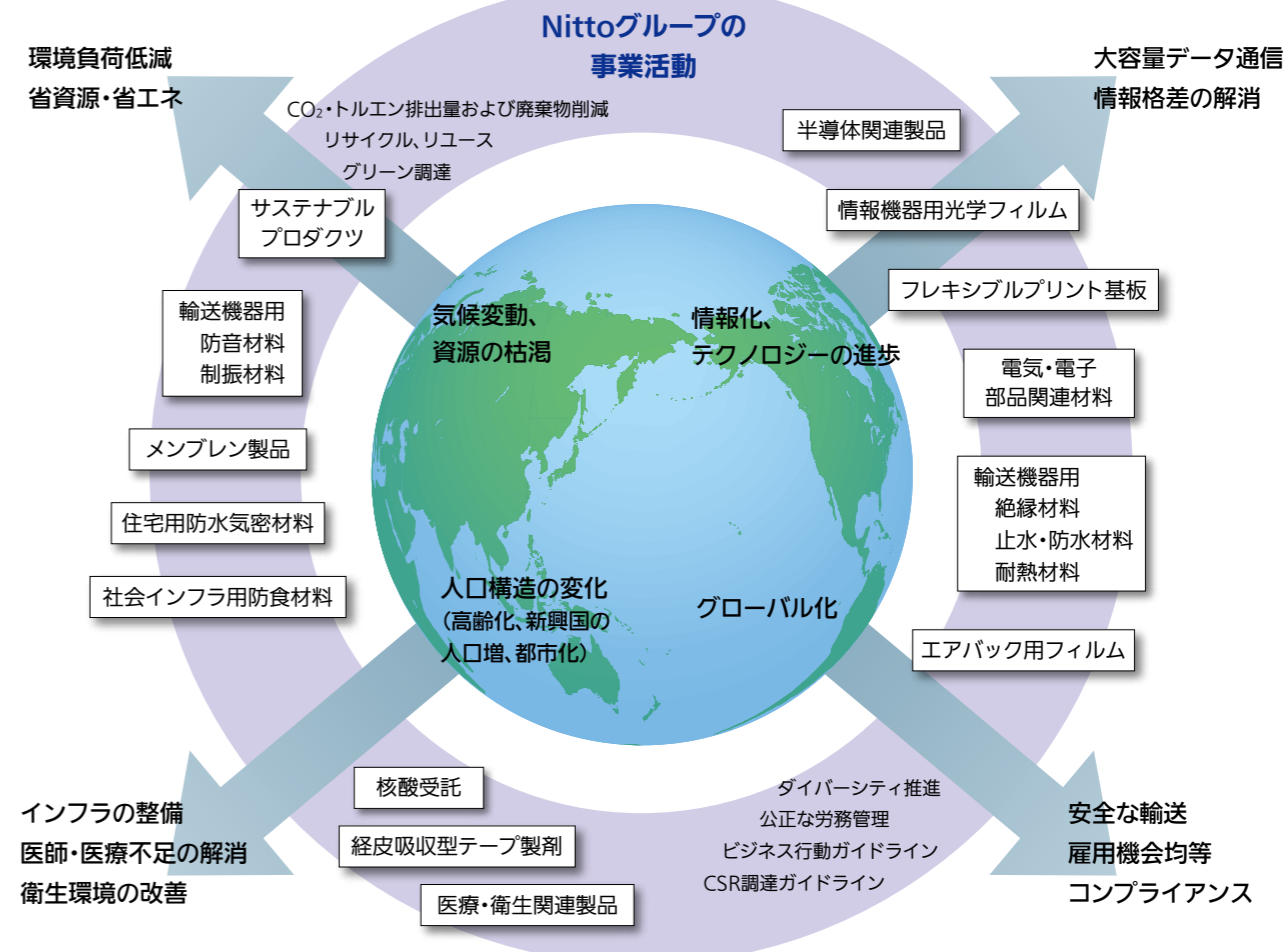 Nittoグループの
事業活動
環境負荷低減
省資源・省エネ
CO₂・トルエン排出量および廃棄物削減
リサイクル、リユース
グリーン調達
サステナブル
プロダクツ
輸送機器用
防音材料
制振材料
メンブレン製品
住宅用防水気密材料
社会インフラ用防食材料
大容量データ通信
情報格差の解消
半導体関連製品
情報機器用光学フィルム
フレキシブルプリント基板
電気・電子
部品関連材料
輸送機器用
絶縁材料
止水・防水材料
耐熱材料
エアバック用フィルム
気候変動、
資源の枯渇
情報化、
テクノロジーの進歩
人口構造の変化
（高齢化、新興国の
人口増、都市化）
グローバル化
インフラの整備
医師・医療不足の解消
衛生環境の改善
核酸受託
経皮吸収型テープ製剤
医療・衛生関連製品
ダイバーシティ推進
公正な労務管理
ビジネス行動ガイドライン
CSR調達ガイドライン
安全な輸送
雇用機会均等
コンプライアンス